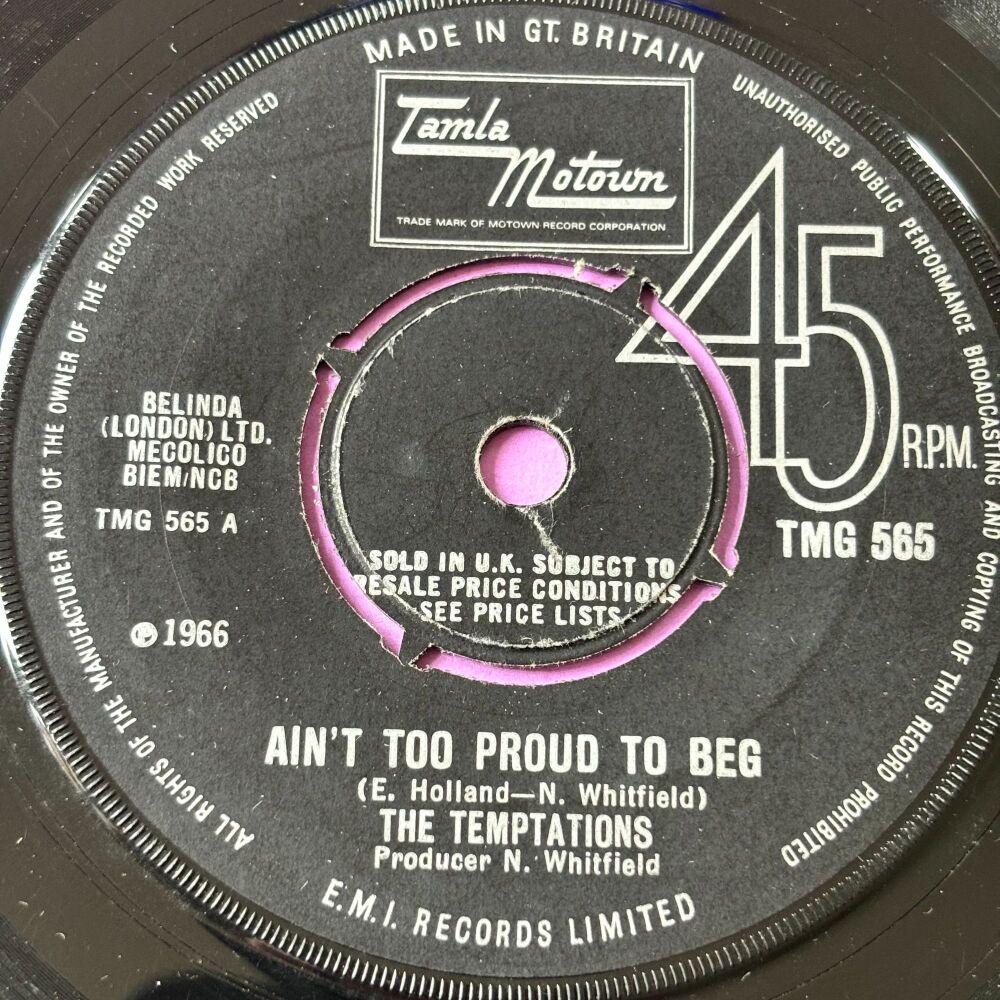 MADE IN GT. BRITAIN
UNAUTHORISED PUBLIC PERFORMANCE BROADCASTING AND COPYING OF THIS RECORD PROHIBITED
ALL RIGHTS OF THE MANUFACTURER AND OF THE OWNER OF THE RECORDED WORK RESERVED
Tamla
Motown
TRADE MARK OF MOTOWN RECORD CORPORATION
45 R.P.M.
BELINDA
(LONDON) LTD.
MECOLICO
BIEM/NCB
TMG 565 A
TMG 565
SOLD IN U.K. SUBJECT TO
RESALE PRICE CONDITIONS
SEE PRICE LISTS
℗ 1966
AIN'T TOO PROUD TO BEG
(E. Holland—N. Whitfield)
THE TEMPTATIONS
Producer N. Whitfield
E.M.I. RECORDS LIMITED